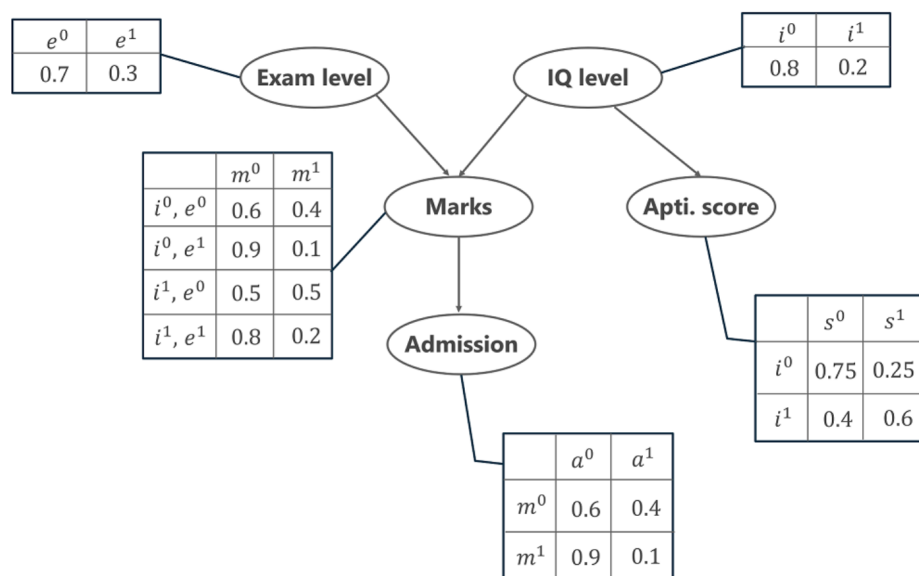 e⁰ e¹
0.7 0.3
Exam level
IQ level
i⁰ i¹
0.8 0.2
m⁰ m¹
i⁰, e⁰ 0.6 0.4
i⁰, e¹ 0.9 0.1
i¹, e⁰ 0.5 0.5
i¹, e¹ 0.8 0.2
Marks
Apti. score
Admission
s⁰ s¹
i⁰ 0.75 0.25
i¹ 0.4 0.6
a⁰ a¹
m⁰ 0.6 0.4
m¹ 0.9 0.1